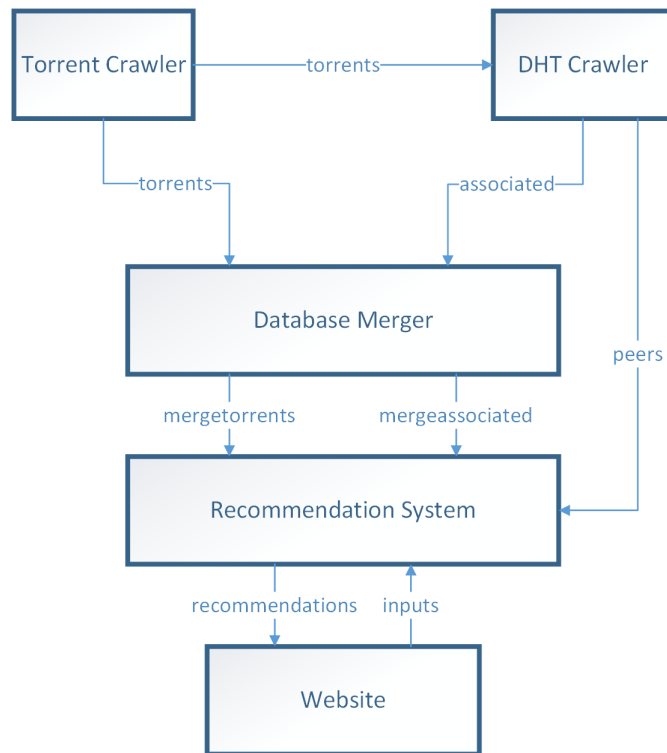 Torrent Crawler
torrents
DHT Crawler
torrents
associated
Database Merger
peers
mergetorrents
mergeassociated
Recommendation System
recommendations
inputs
Website